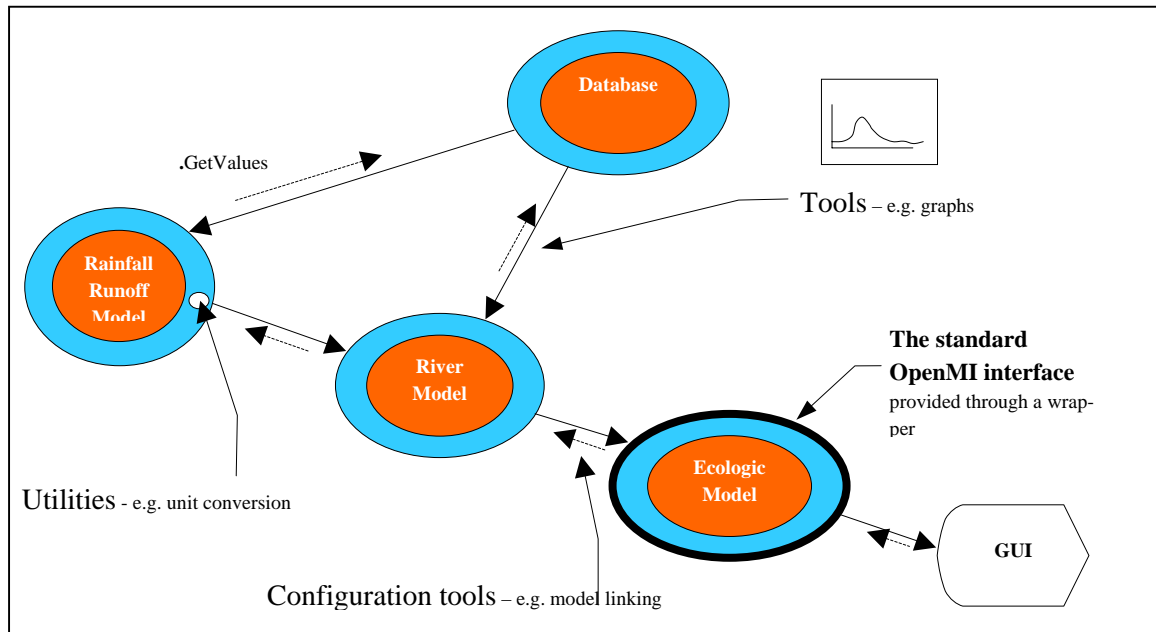 Database
.GetValues
Tools – e.g. graphs
Rainfall
Runoff
Model
River
Model
The standard
OpenMI interface
provided through a wrap-
per
Ecologic
Model
Utilities - e.g. unit conversion
GUI
Configuration tools – e.g. model linking